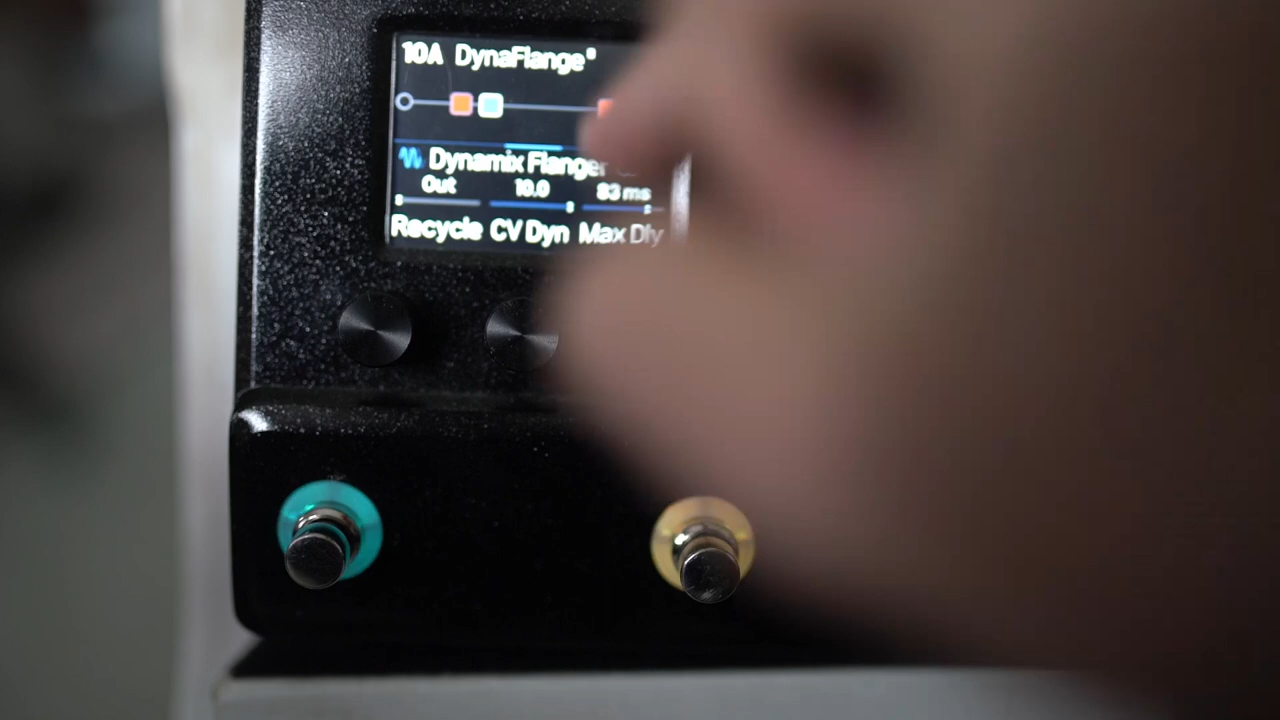 10A DynaFlange"
Dynamix Flanger
Out 10.0 83 ms
Recycle CV Dyn Max Dly